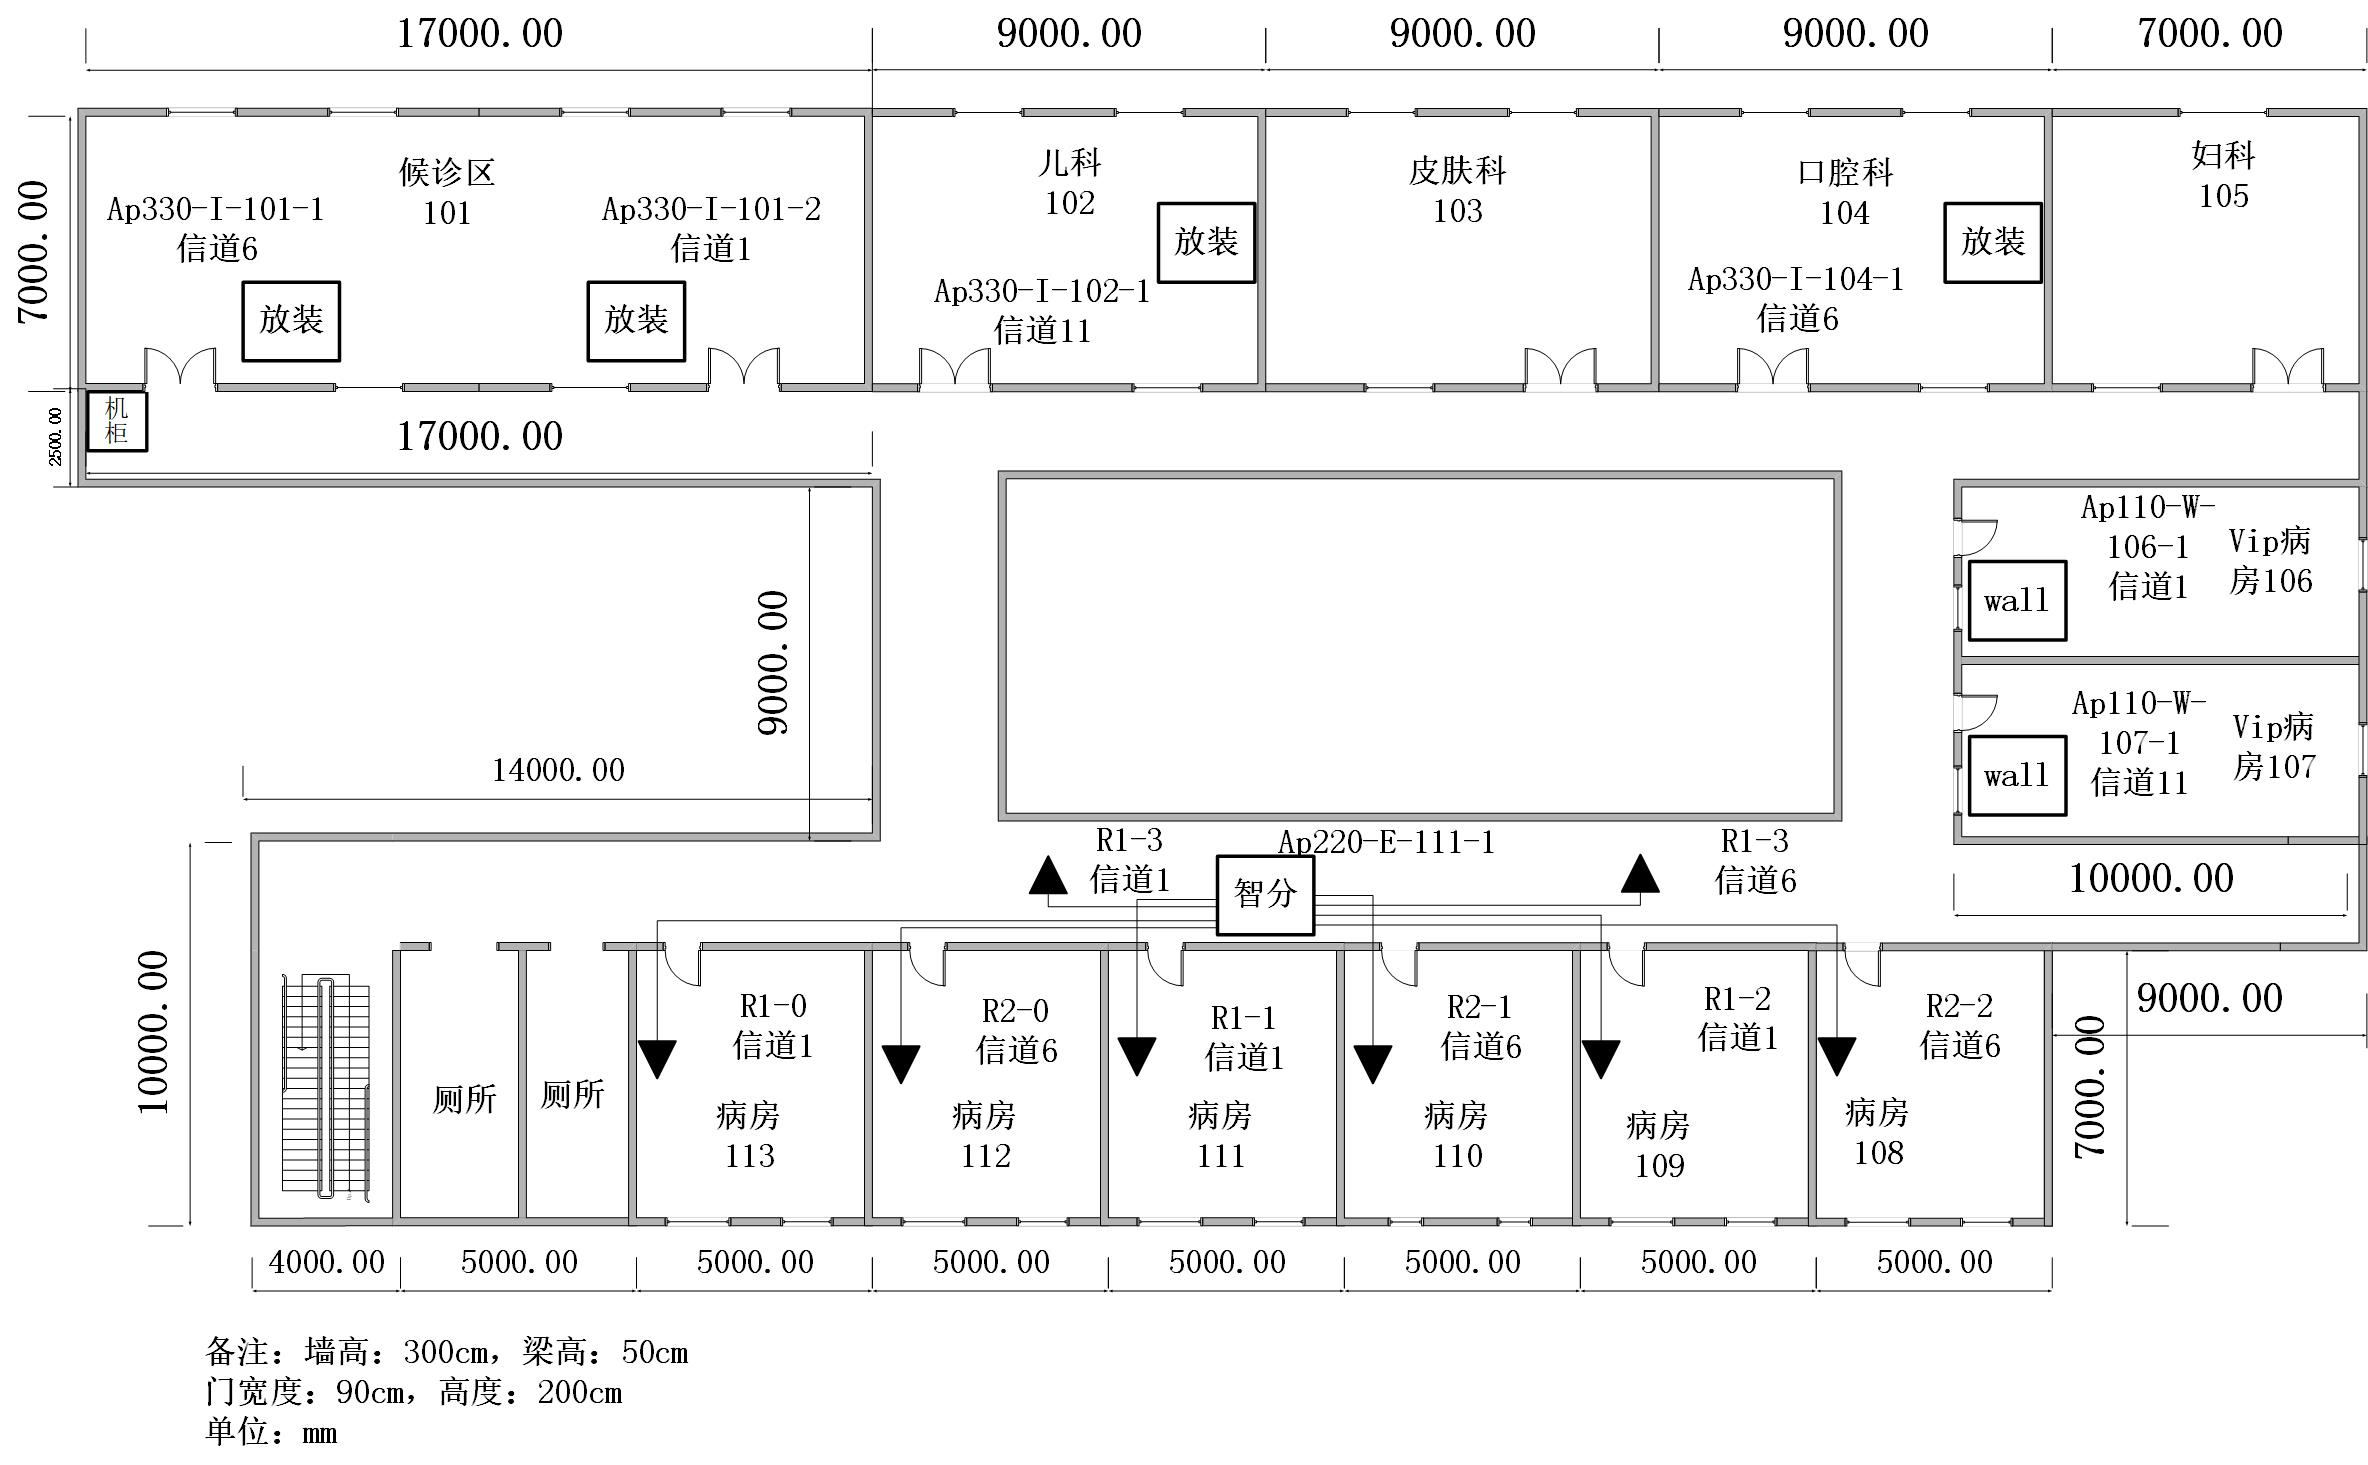 17000.00
9000.00
9000.00
9000.00
7000.00
7000.00
候诊区
101
Ap330-I-101-1
信道6
放装
Ap330-I-101-2
信道1
放装
儿科
102
放装
Ap330-I-102-1
信道11
皮肤科
103
口腔科
104
放装
Ap330-I-104-1
信道6
妇科
105
2500.00
机
柜
17000.00
9000.00
14000.00
Ap110-W-
106-1
信道1
Vip病
房106
wall
Ap110-W-
107-1
信道11
Vip病
房107
wall
10000.00
R1-3
信道1
Ap220-E-111-1
智分
R1-3
信道6
10000.00
厕所
厕所
R1-0
信道1
病房
113
R2-0
信道6
病房
112
R1-1
信道1
病房
111
R2-1
信道6
病房
110
R1-2
信道1
病房
109
R2-2
信道6
病房
108
9000.00
7000.00
4000.00
5000.00
5000.00
5000.00
5000.00
5000.00
5000.00
5000.00
备注：墙高：300cm，梁高：50cm
门宽度：90cm，高度：200cm
单位：mm